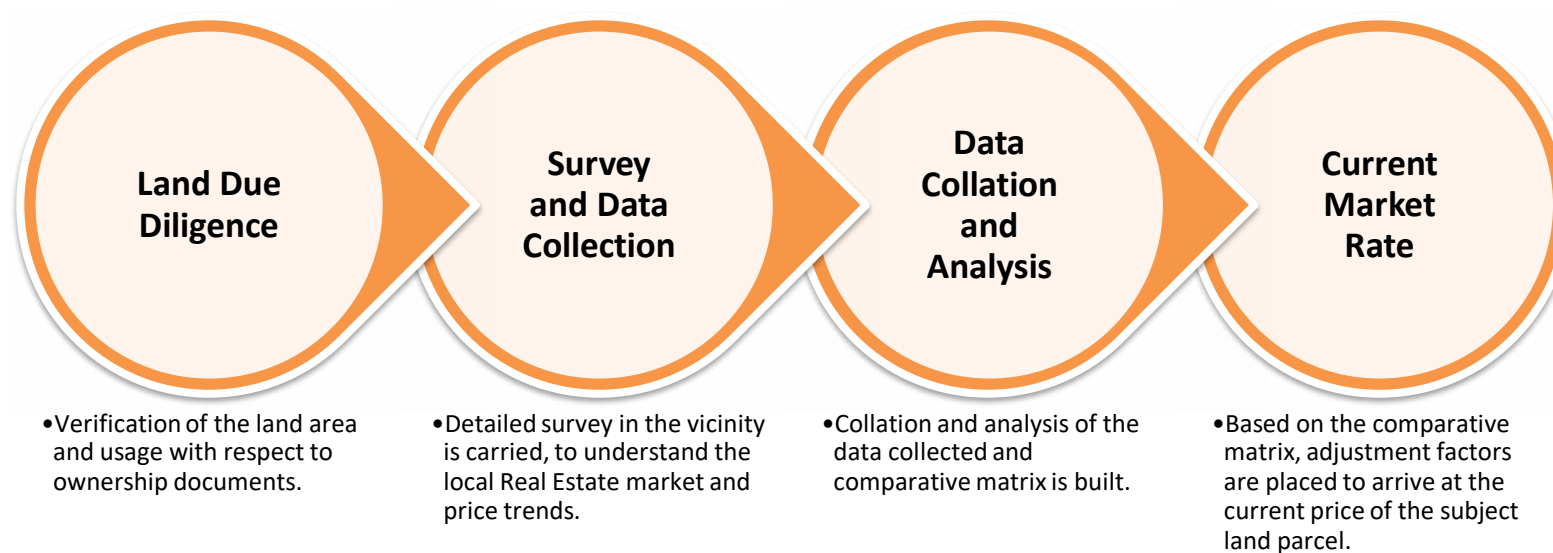 Land Due
Diligence
•Verification of the land area
and usage with respect to
ownership documents.
Survey
and Data
Collection
•Detailed survey in the vicinity
is carried, to understand the
local Real Estate market and
price trends.
Data
Collation
and
Analysis
•Collation and analysis of the
data collected and
comparative matrix is built.
Current
Market
Rate
•Based on the comparative
matrix, adjustment factors
are placed to arrive at the
current price of the subject
land parcel.